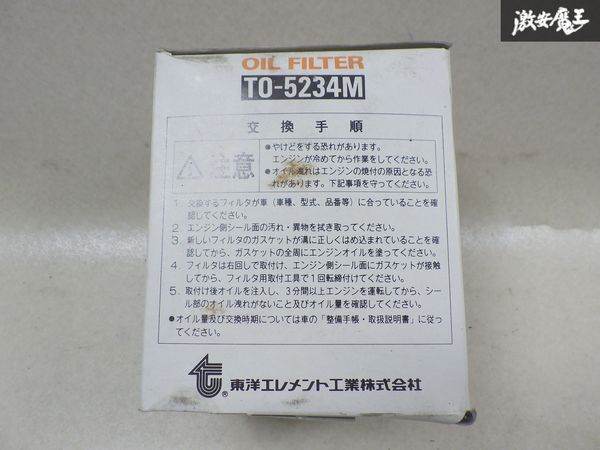 激安魔王
OIL FILTER
TO-5234M
交換手順
注意
●やけどをする恐れがあります。
エンジンが冷めてから作業をしてください。
●オイル漏れはエンジンの焼付の原因となる恐
れがあります。下記事項を守ってください。
1．交換するフィルタが車（車種、型式、品番等）に合っていることを確
認してください。
2．エンジン側シール面の汚れ・異物を拭き取ってください。
3．新しいフィルタのガスケットが溝に正しくはめ込まれていることを確認
してから、ガスケットの全周にエンジンオイルを塗ってください。
4．フィルタは右回しで取付け、エンジン側シール面にガスケットが接触
してから、フィルタ用取付工具で1回転締付けてください。
5．取付け後オイルを注入し、3分間以上エンジンを運転してから、シー
ル部のオイル漏れがないこと及びオイル量を確認してください。
●オイル量及び交換時期については車の「整備手帳・取扱説明書」に従っ
てください。
® 東洋エレメント工業株式会社